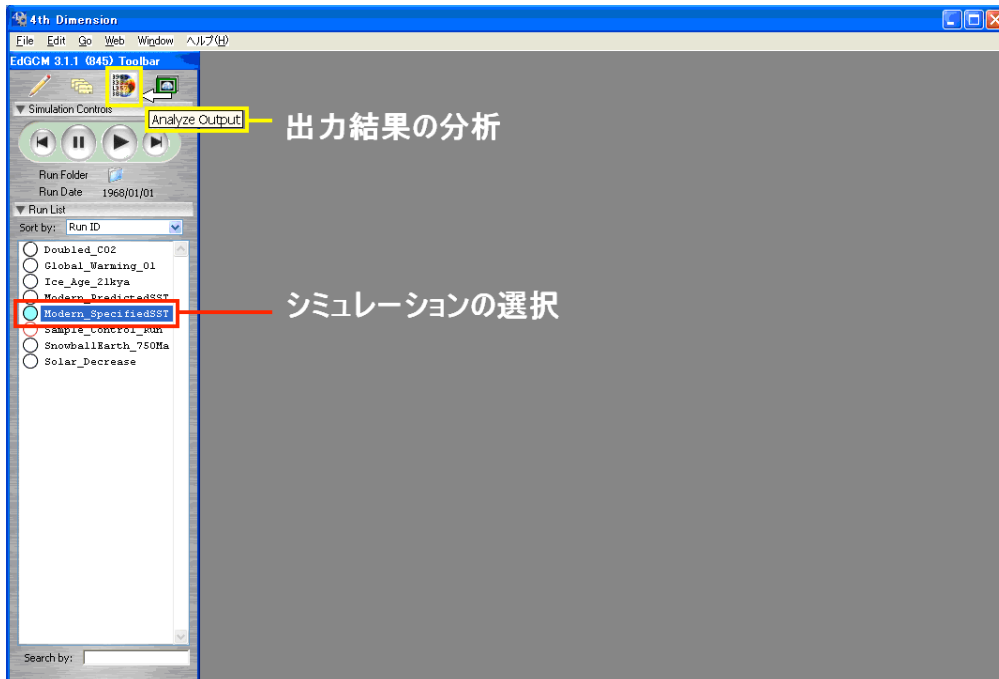 4th Dimension
File Edit Go Web Window ヘルプ(H)
EdGCM 3.1.1 (845) Toolbar
Simulation Controls
Analyze Output
出力結果の分析
Run Folder
Run Date 1968/01/01
Run List
Sort by: Run ID
Doubled_CO2
Global_Warming_01
Ice_Age_21kya
Modern_PredictedSST
Modern_SpecifiedSST
シミュレーションの選択
Sample_Control_Run
SnowballEarth_750Ma
Solar_Decrease
Search by: